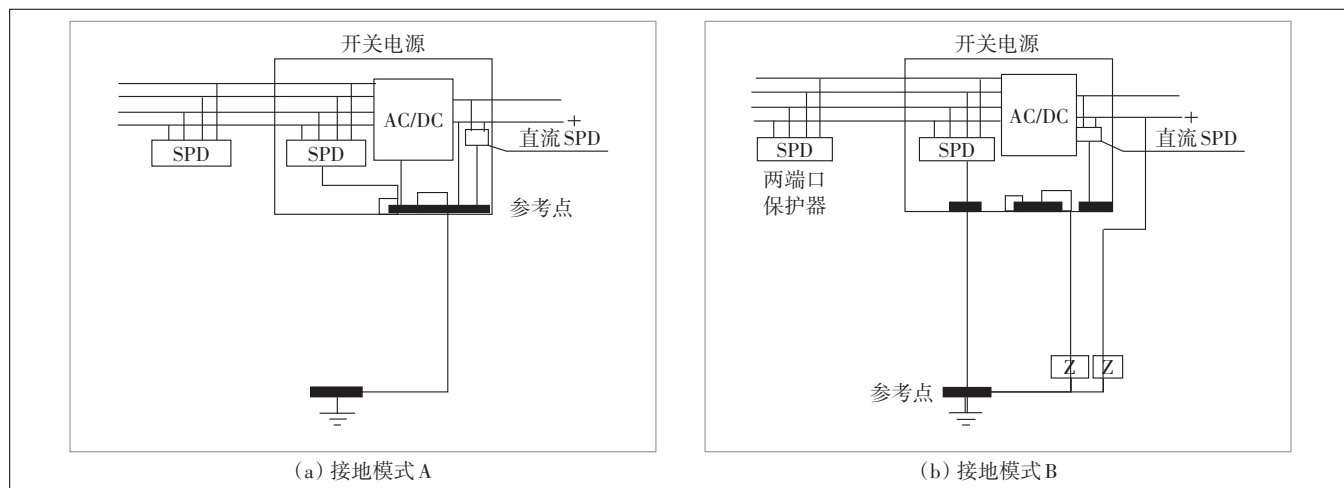 开关电源
AC/DC
+
SPD
SPD
直流SPD
参考点
(a)接地模式A
开关电源
AC/DC
+
SPD
SPD
直流SPD
两端口
保护器
Z
Z
参考点
(b)接地模式B